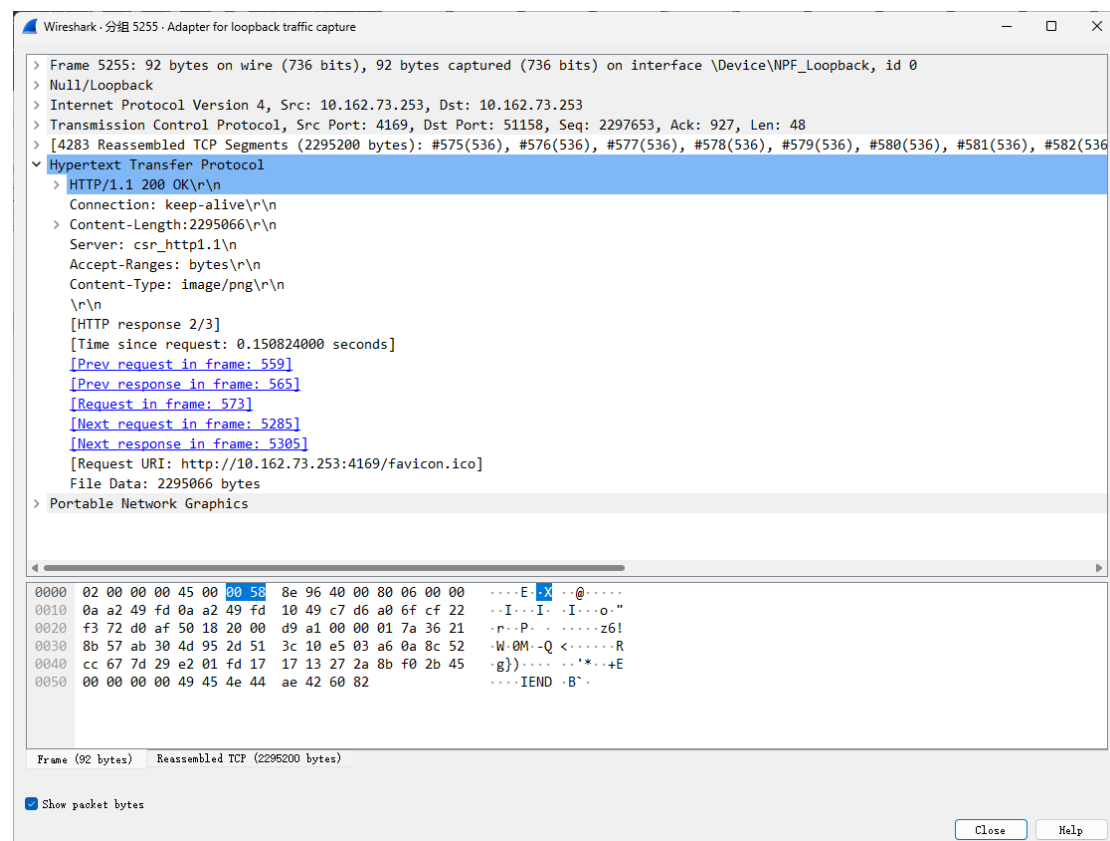 Wireshark · 分组 5255 · Adapter for loopback traffic capture
> Frame 5255: 92 bytes on wire (736 bits), 92 bytes captured (736 bits) on interface \Device\NPF_Loopback, id 0
> Null/Loopback
> Internet Protocol Version 4, Src: 10.162.73.253, Dst: 10.162.73.253
> Transmission Control Protocol, Src Port: 4169, Dst Port: 51158, Seq: 2297653, Ack: 927, Len: 48
> [4283 Reassembled TCP Segments (2295200 bytes): #575(536), #576(536), #577(536), #578(536), #579(536), #580(536), #581(536), #582(536
Hypertext Transfer Protocol
> HTTP/1.1 200 OK\r\n
Connection: keep-alive\r\n
> Content-Length:2295066\r\n
Server: csr_http1.1\n
Accept-Ranges: bytes\r\n
Content-Type: image/png\r\n
\r\n
[HTTP response 2/3]
[Time since request: 0.150824000 seconds]
[Prev request in frame: 559]
[Prev response in frame: 565]
[Request in frame: 573]
[Next request in frame: 5285]
[Next response in frame: 5305]
[Request URI: http://10.162.73.253:4169/favicon.ico]
File Data: 2295066 bytes
> Portable Network Graphics
0000 02 00 00 00 45 00 00 58 8e 96 40 00 80 06 00 00 ····E··X ··@·····
0010 0a a2 49 fd 0a a2 49 fd 10 49 c7 d6 a0 6f cf 22 ··I···I· ·I···o·"
0020 f3 72 d0 af 50 18 20 00 d9 a1 00 00 01 7a 36 21 ·r··P· · ·····z6!
0030 8b 57 ab 30 4d 95 2d 51 3c 10 e5 03 a6 0a 8c 52 ·W·0M·-Q <······R
0040 cc 67 7d 29 e2 01 fd 17 17 13 27 2a 8b f0 2b 45 ·g})···· ··'*··+E
0050 00 00 00 00 49 45 4e 44 ae 42 60 82 ····IEND ·B`·
Frame (92 bytes) Reassembled TCP (2295200 bytes)
Show packet bytes
Close Help